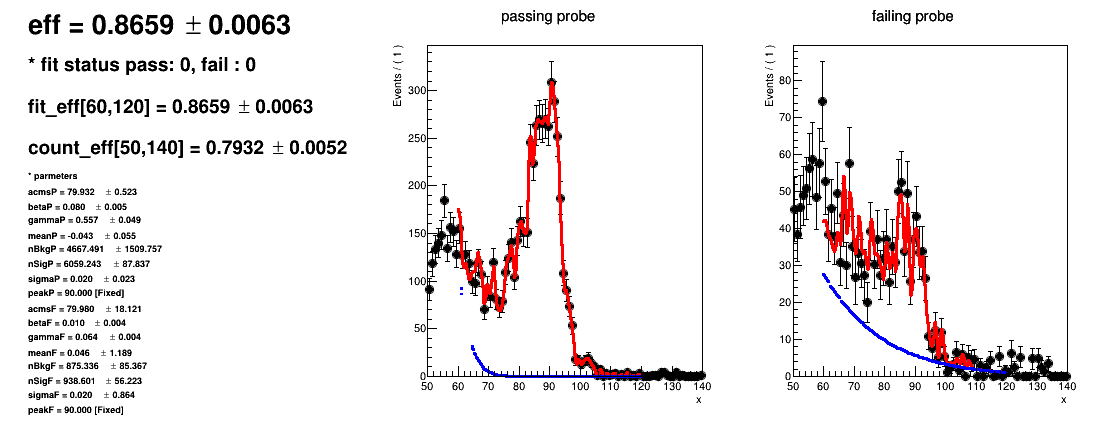 eff = 0.8659 ± 0.0063
* fit status pass: 0, fail : 0
fit_eff[60,120] = 0.8659 ± 0.0063
count_eff[50,140] = 0.7932 ± 0.0052
* parmeters
acmsP = 79.932 ± 0.523
betaP = 0.080 ± 0.005
gammaP = 0.557 ± 0.049
meanP = -0.043 ± 0.055
nBkgP = 4667.491 ± 1509.757
nSigP = 6059.243 ± 87.837
sigmaP = 0.020 ± 0.023
peakP = 90.000 [Fixed]
acmsF = 79.980 ± 18.121
betaF = 0.010 ± 0.004
gammaF = 0.064 ± 0.004
meanF = 0.046 ± 1.189
nBkgF = 875.336 ± 85.367
nSigF = 938.601 ± 56.223
sigmaF = 0.020 ± 0.864
peakF = 90.000 [Fixed]
passing probe
Events / ( 1 )
300
250
200
150
100
50
0
50 60 70 80 90 100 110 120 130 140
x
failing probe
Events / ( 1 )
80
70
60
50
40
30
20
10
0
50 60 70 80 90 100 110 120 130 140
x